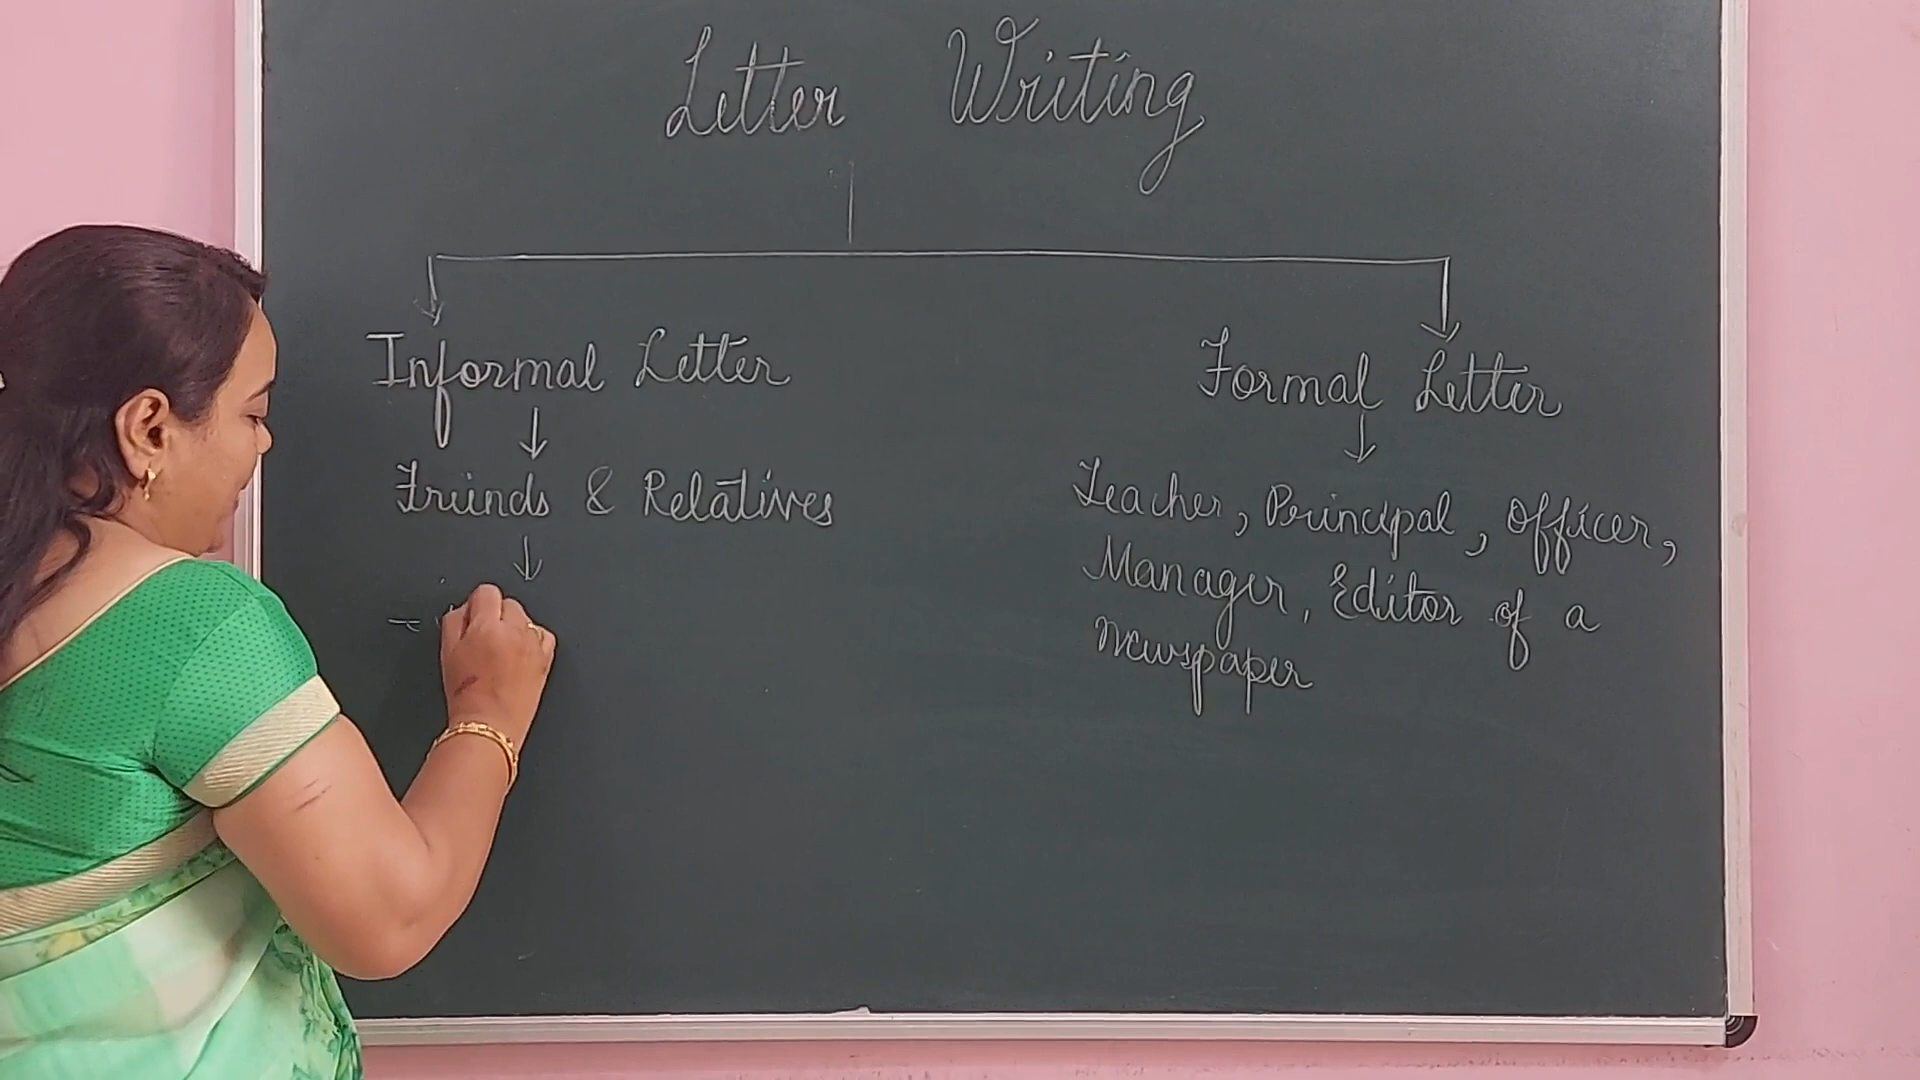 Letter Writing
Informal Letter
Friends & Relatives
Formal Letter
Teacher, Principal, Officer,
Manager, Editor of a
Newspaper